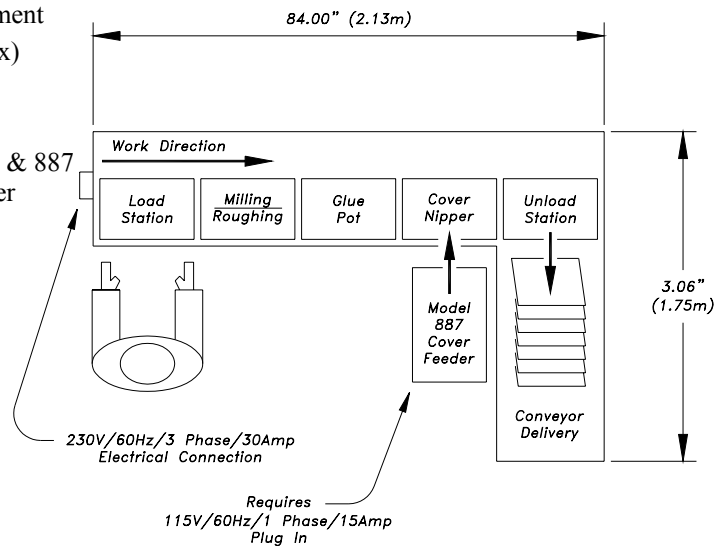 ment
x)
84.00" (2.13m)
& 887
er
Work Direction
Load
Station
Milling
Roughing
Glue
Pot
Cover
Nipper
Unload
Station
Model
887
Cover
Feeder
3.06"
(1.75m)
Conveyor
Delivery
230V/60Hz/3 Phase/30Amp
Electrical Connection
Requires
115V/60Hz/1 Phase/15Amp
Plug In